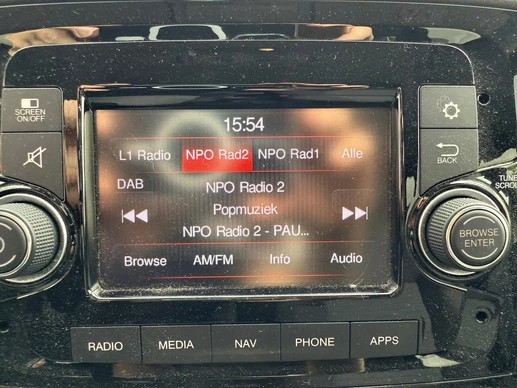 15:54
SCREEN
ON/OFF
L1 Radio NPO Rad2 NPO Rad1 Alle
BACK
DAB NPO Radio 2
Popmuziek
NPO Radio 2 - PAU...
TUNE
SCROLL
BROWSE
ENTER
Browse AM/FM Info Audio
RADIO MEDIA NAV PHONE APPS